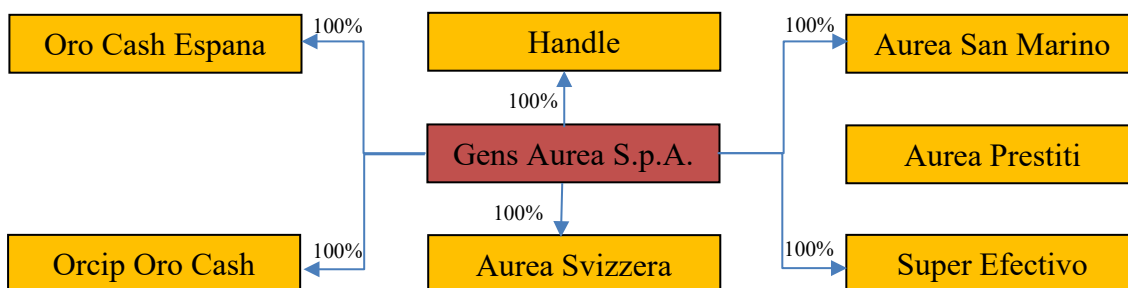 Oro Cash Espana
Handle
Aurea San Marino
100%
100%
100%
Gens Aurea S.p.A.
Aurea Prestiti
100%
100%
100%
Orcip Oro Cash
Aurea Svizzera
Super Efectivo